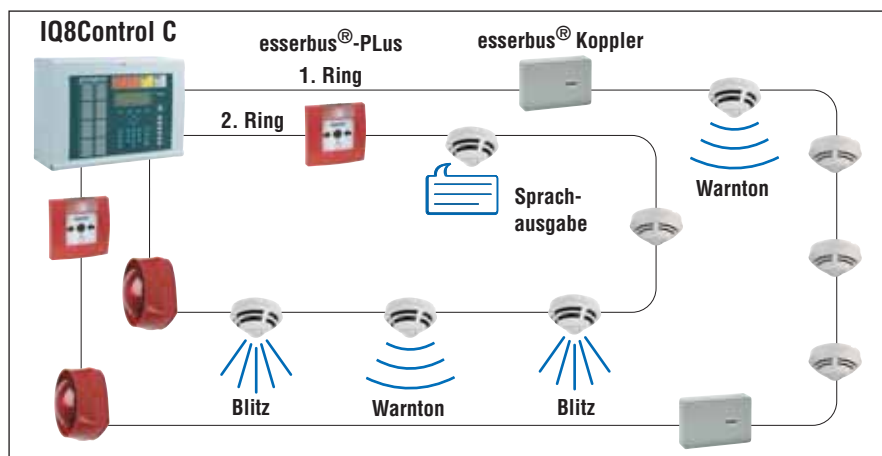 IQ8Control C
esserbus®-PLus
esserbus® Koppler
1. Ring
2. Ring
Warnton
Sprach-
ausgabe
Blitz
Warnton
Blitz